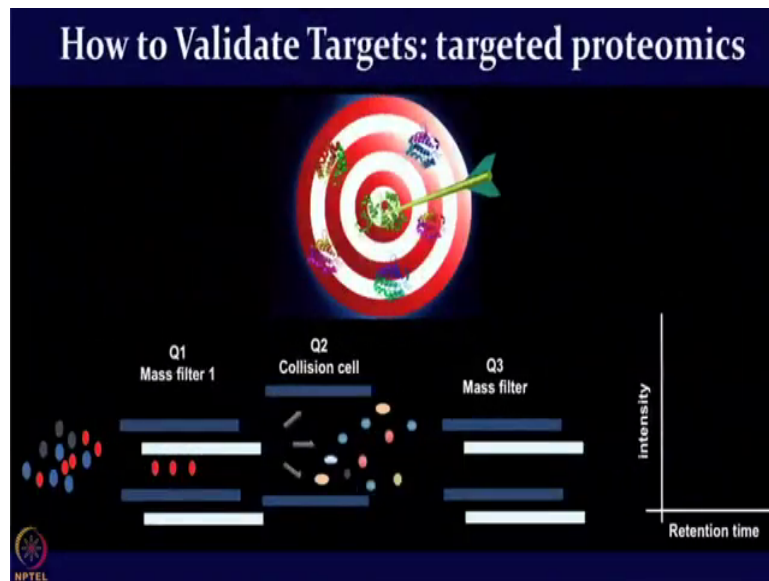 How to Validate Targets: targeted proteomics
Q1
Mass filter 1
Q2
Collision cell
Q3
Mass filter
intensity
Retention time
NPTEL